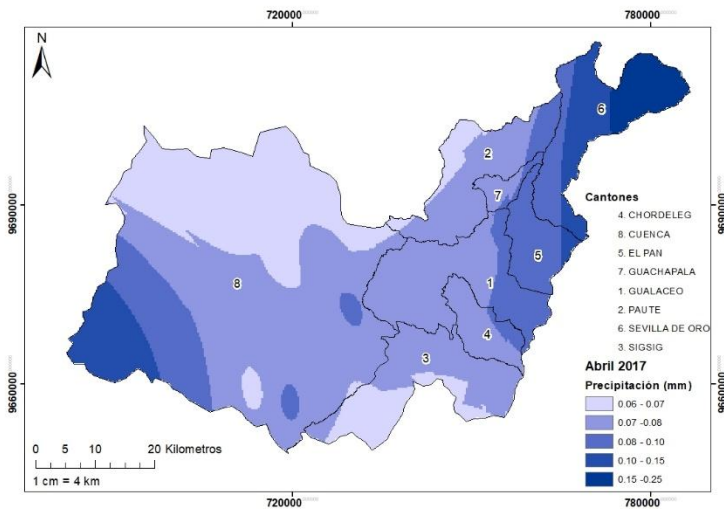 720000 780000
N
6
2
7
5
8
1
4
3
9690000
9660000
9660000
Cantones
4. CHORDELEG
8. CUENCA
5. EL PAN
7. GUACHAPALA
1. GUALACEO
2. PAUTE
6. SEVILLA DE ORO
3. SIGSIG
Abril 2017
Precipitación (mm)
0.06 - 0.07
0.07 -0.08
0.08 - 0.10
0.10 - 0.15
0.15 -0.25
0 5 10 20 Kilometros
1 cm = 4 km
720000 780000